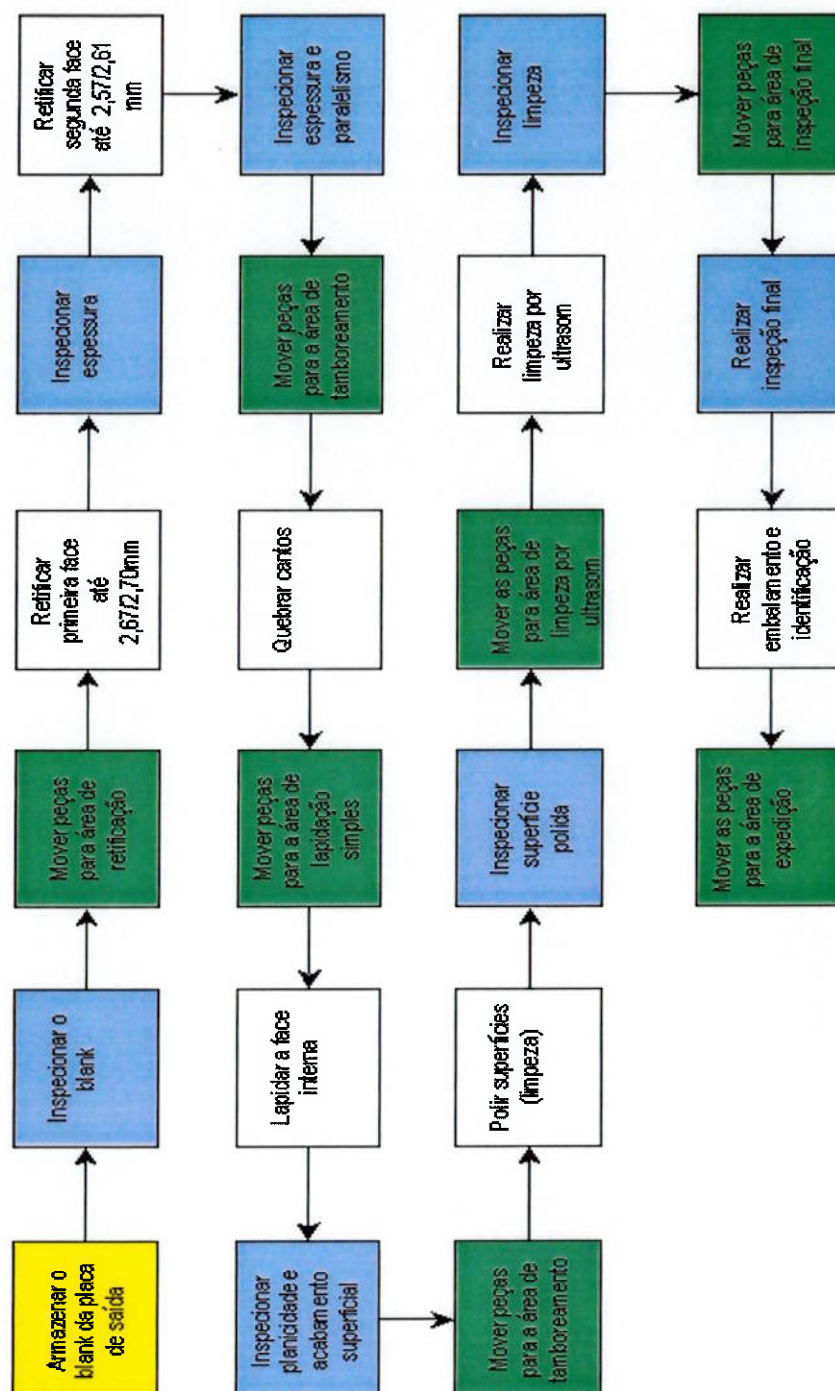 Armazenar o
blank da placa
de saída
Inspecionar o
blank
Mover peças
para área de
retificação
Retificar
primeira face
até
2,67/2,70mm
Inspecionar
espessura
Retificar
segunda face
até 2,57/2,61
mm
Inspecionar
espessura e
paralelismo
Mover peças
para a área de
tamboreamento
Quebrar cantos
Mover peças
para a área de
lapidação
simples
Lapidar a face
interna
Inspecionar
planicidade e
acabamento
superficial
Mover peças
para a área de
tamboreamento
Polir superfícies
(limpeza)
Inspecionar
superfície
polida
Mover as peças
para área de
limpeza por
ultrasom
Realizar
limpeza por
ultrasom
Inspecionar
limpeza
Mover peças
para área de
inspeção final
Realizar
inspeção final
Realizar
embalamento e
identificação
Mover as peças
para a área de
expedição